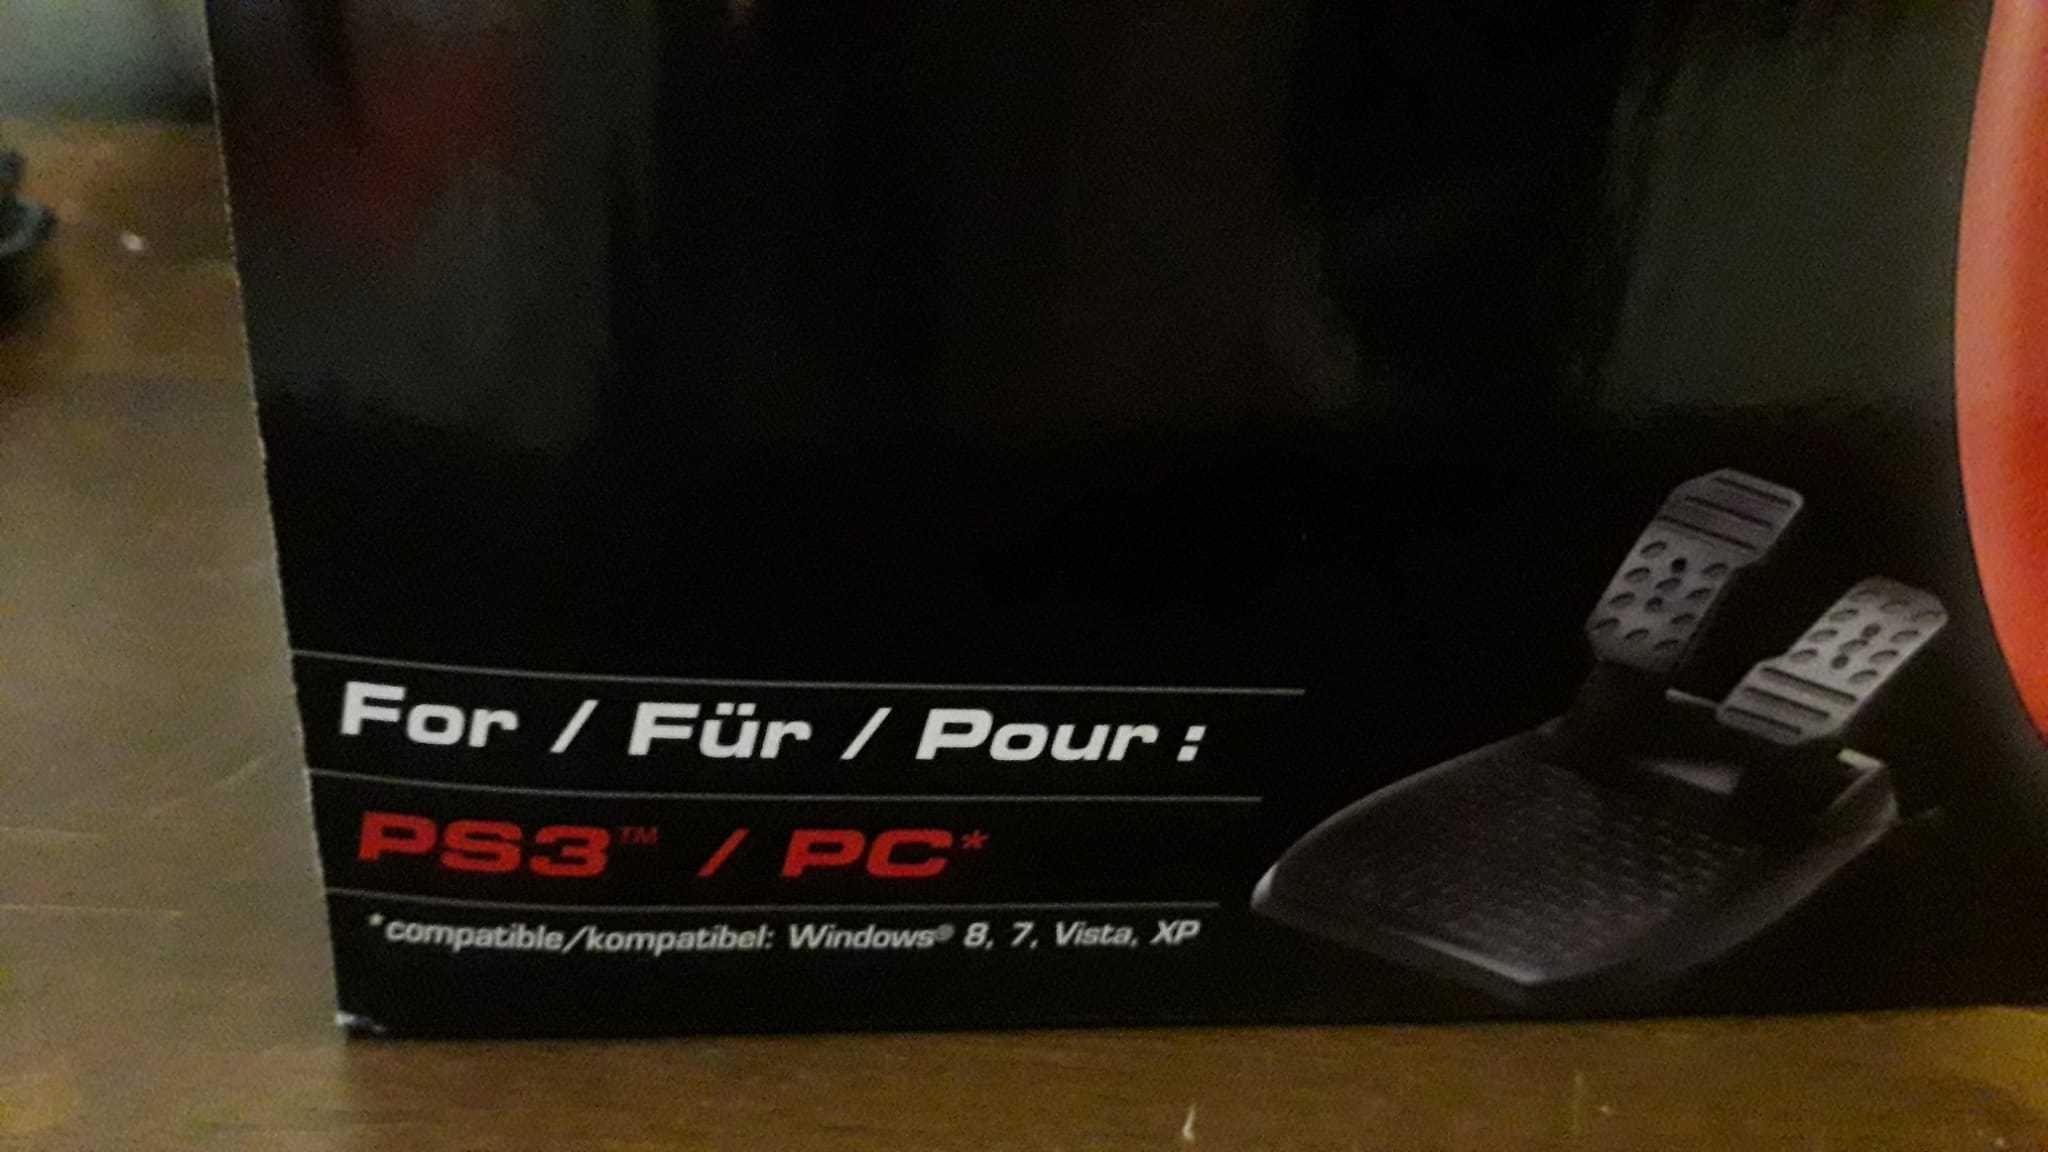 For / Für / Pour :
PS3™ / PC*
*compatible/kompatibel: Windows® 8, 7, Vista, XP